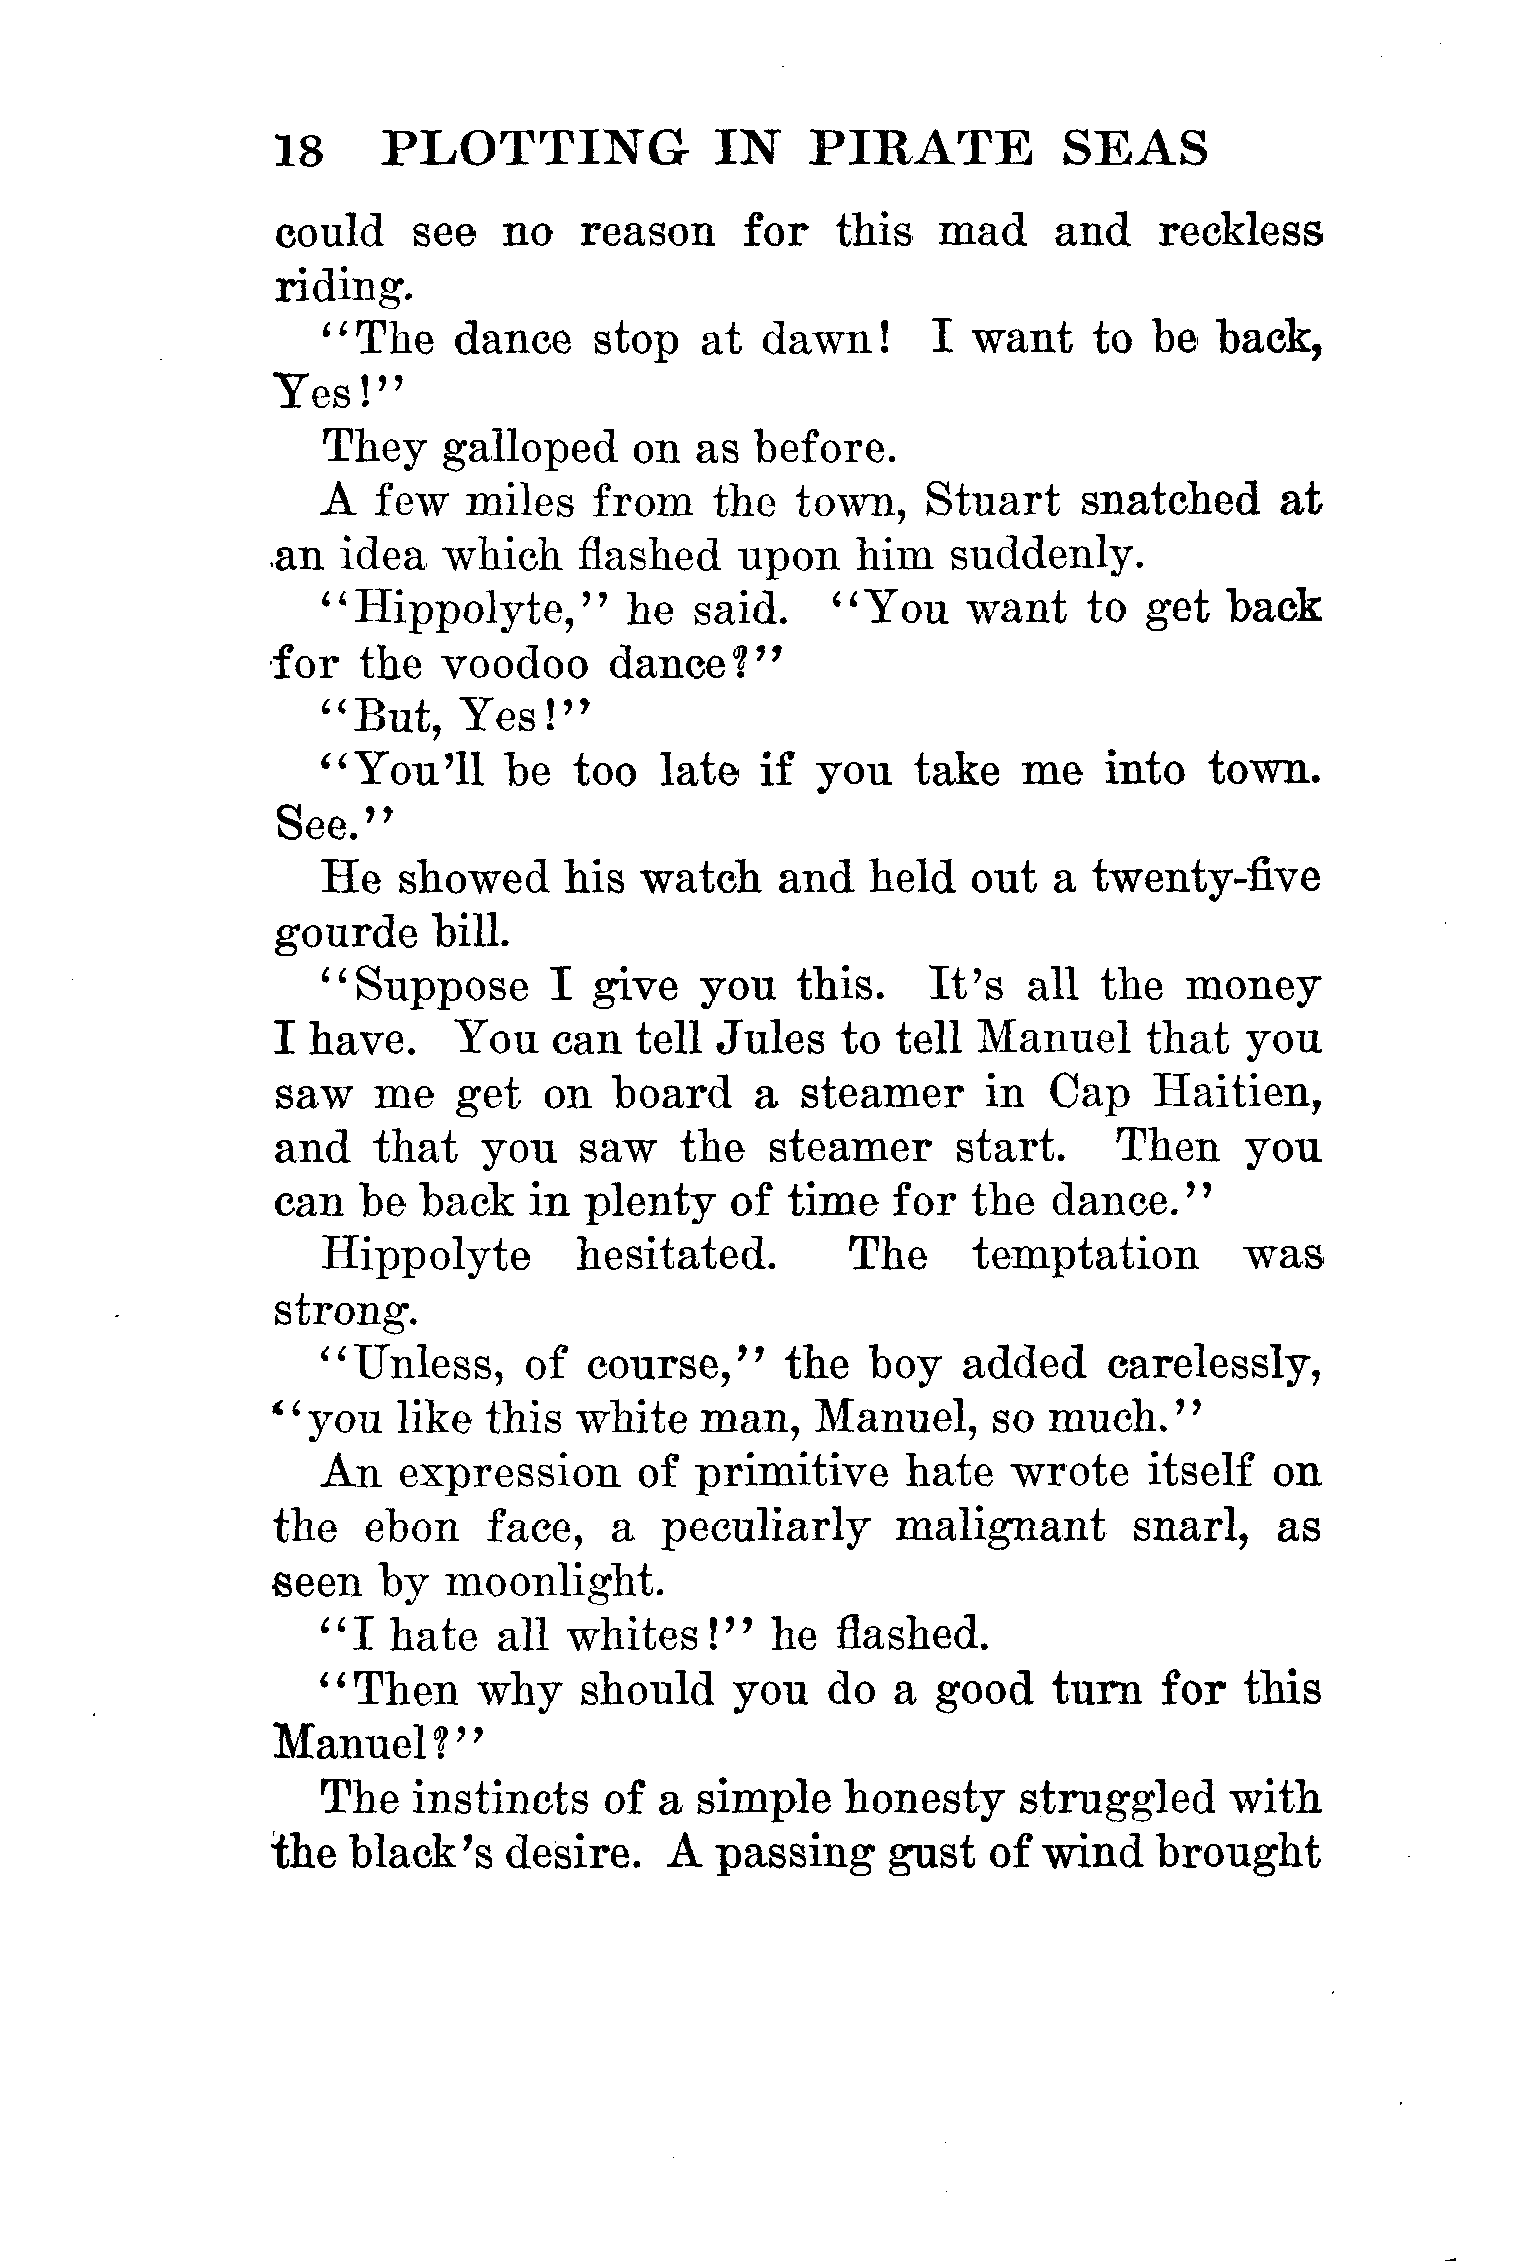 18 PLOTTING IN PIRATE SEAS
could see no reason for this mad and reckless
riding.
"The dance stop at dawn! I want to be back,
Yes!"
They galloped on as before.
A few miles from the town, Stuart snatched at
an idea which flashed upon him suddenly.
"Hippolyte," he said. "You want to get back
for the voodoo dance?"
"But, Yes!"
"You'll be too late if you take me into town.
See."
He showed his watch and held out a twenty-five
gourde bill.
"Suppose I give you this. It's all the money
I have. You can tell Jules to tell Manuel that you
saw me get on board a steamer in Cap Haitien,
and that you saw the steamer start. Then you
can be back in plenty of time for the dance."
Hippolyte hesitated. The temptation was
strong.
"Unless, of course," the boy added carelessly,
"you like this white man, Manuel, so much."
An expression of primitive hate wrote itself on
the ebon face, a peculiarly malignant snarl, as
seen by moonlight.
"I hate all whites!" he flashed.
"Then why should you do a good turn for this
Manuel?"
The instincts of a simple honesty struggled with
the black's desire. A passing gust of wind brought